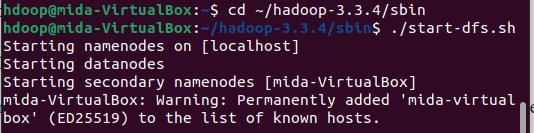 hdoop@mida-VirtualBox:~$ cd ~/hadoop-3.3.4/sbin
hdoop@mida-VirtualBox:~/hadoop-3.3.4/sbin$ ./start-dfs.sh
Starting namenodes on [localhost]
Starting datanodes
Starting secondary namenodes [mida-VirtualBox]
mida-VirtualBox: Warning: Permanently added 'mida-virtual
box' (ED25519) to the list of known hosts.